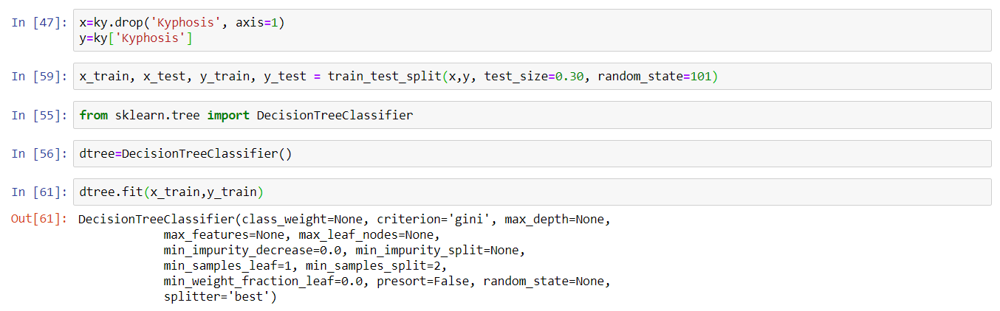 In [47]: x=ky.drop('Kyphosis', axis=1)
y=ky['Kyphosis']
In [59]: x_train, x_test, y_train, y_test = train_test_split(x,y, test_size=0.30, random_state=101)
In [55]: from sklearn.tree import DecisionTreeClassifier
In [56]: dtree=DecisionTreeClassifier()
In [61]: dtree.fit(x_train,y_train)
Out[61]: DecisionTreeClassifier(class_weight=None, criterion='gini', max_depth=None,
max_features=None, max_leaf_nodes=None,
min_impurity_decrease=0.0, min_impurity_split=None,
min_samples_leaf=1, min_samples_split=2,
min_weight_fraction_leaf=0.0, presort=False, random_state=None,
splitter='best')